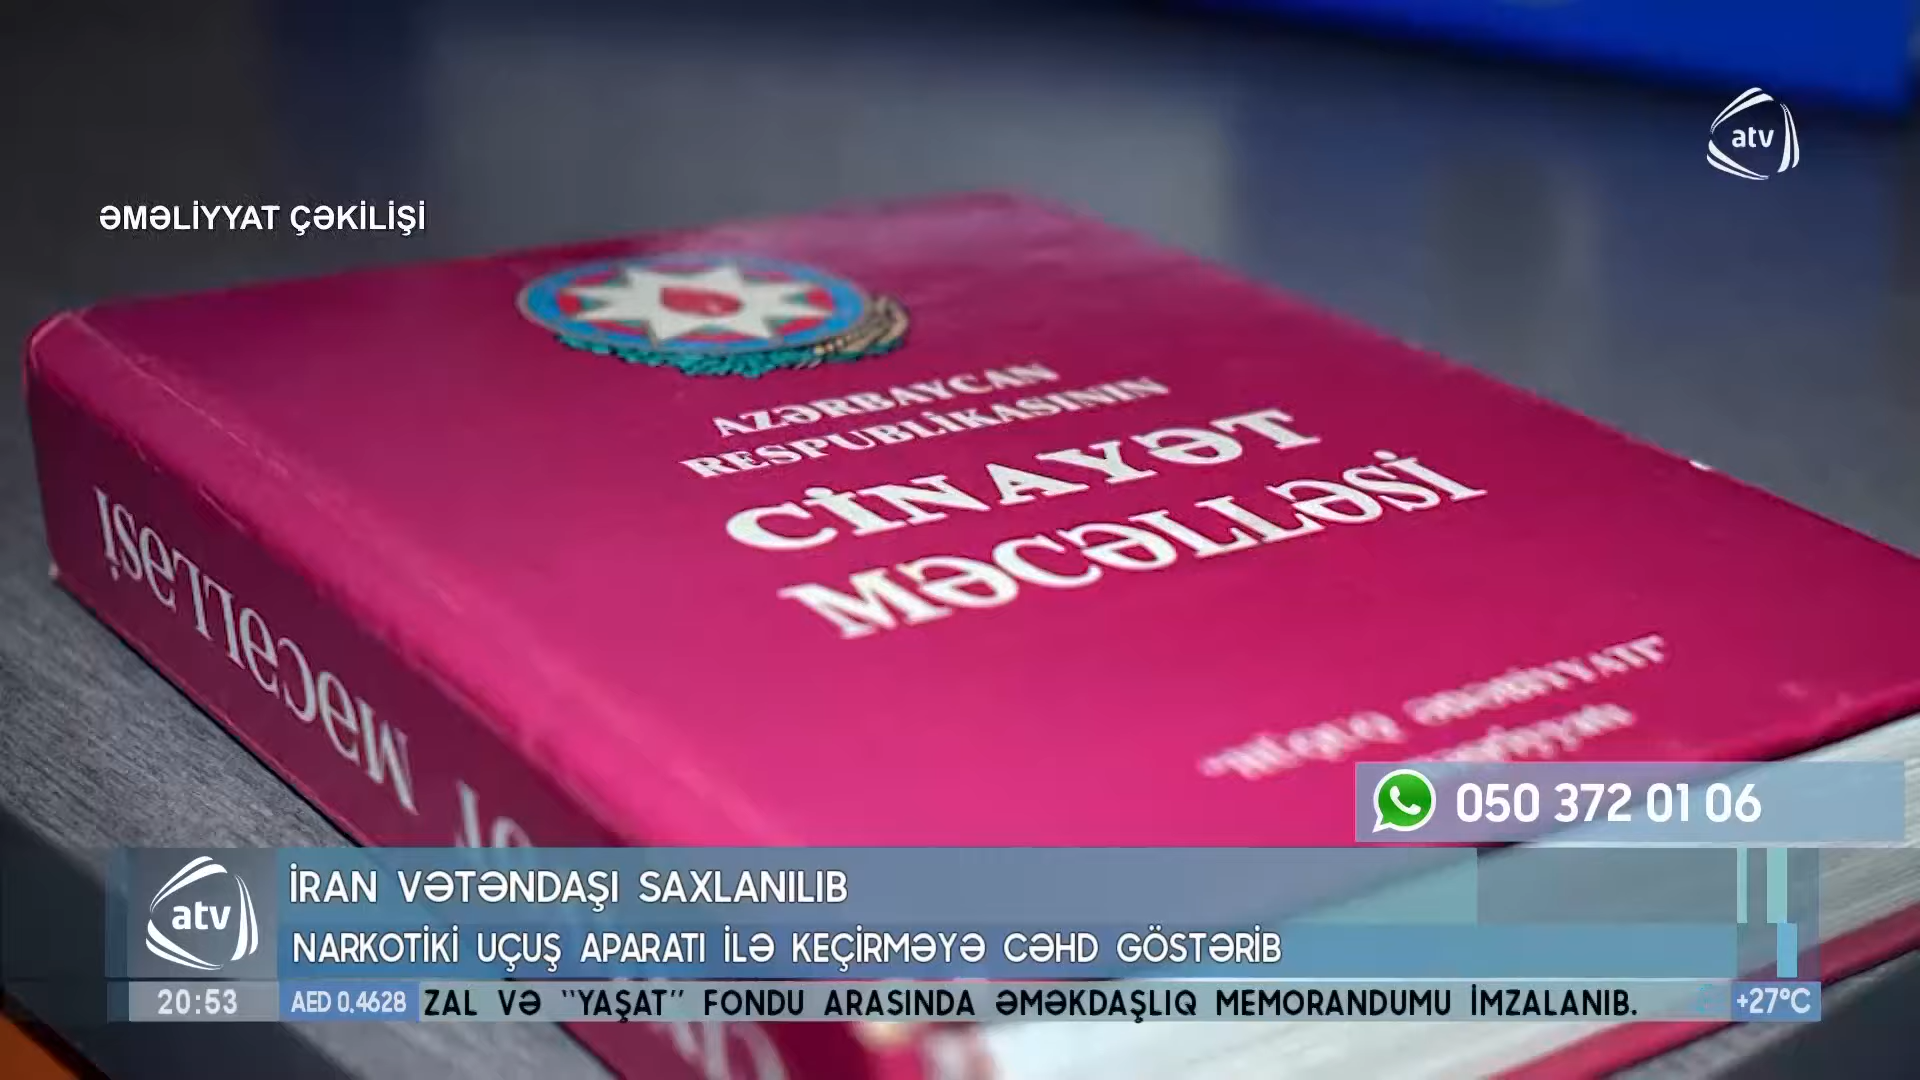 atv
ƏMƏLİYYAT ÇƏKİLİŞİ
AZƏRBAYCAN
RESPUBLİKASININ
CİNAYƏT
MƏCƏLLƏSİ
MƏCƏLLƏSİ
050 372 01 06
atv
İRAN VƏTƏNDAŞI SAXLANILIB
NARKOTİKİ UÇUŞ APARATI İLƏ KEÇİRMƏYƏ CƏHD GÖSTƏRİB
20:53
AED 0,4628
ZAL VƏ "YAŞAT" FONDU ARASINDA ƏMƏKDAŞLIQ MEMORANDUMU İMZALANIB.
+27°C